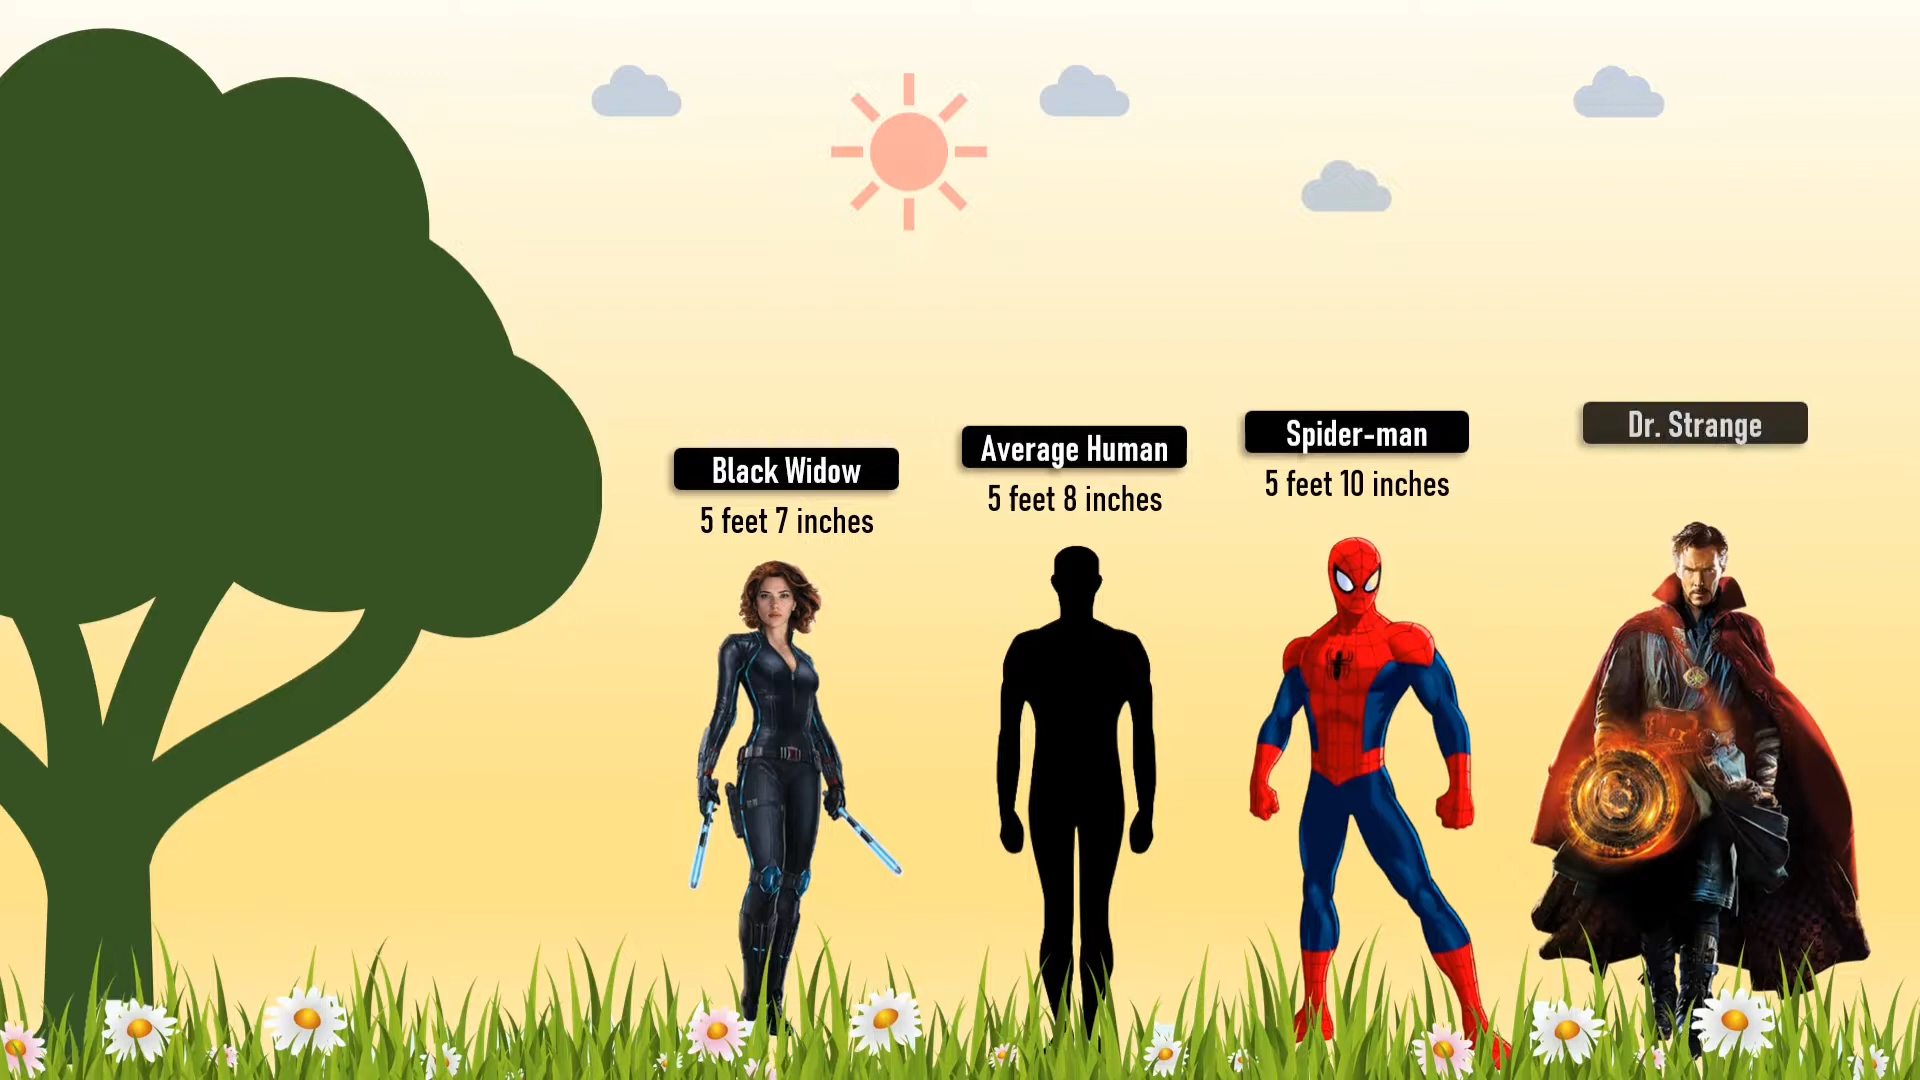 Black Widow
5 feet 7 inches
Average Human
5 feet 8 inches
Spider-man
5 feet 10 inches
Dr. Strange